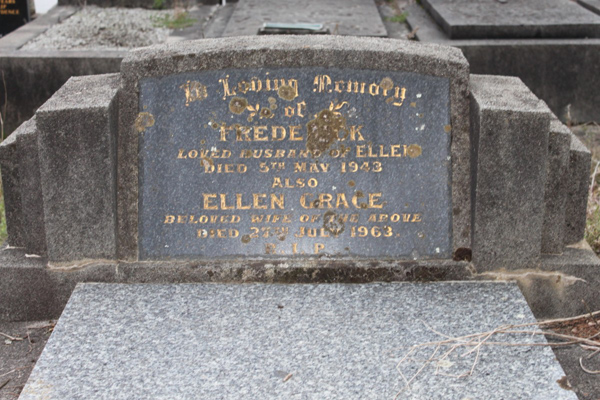 In Loving Memory
of
FREDERICK
LOVED HUSBAND OF ELLEN
DIED 5TH MAY 1943
ALSO
ELLEN GRACE
BELOVED WIFE OF THE ABOVE
DIED 27TH JULY 1963
R.I.P.